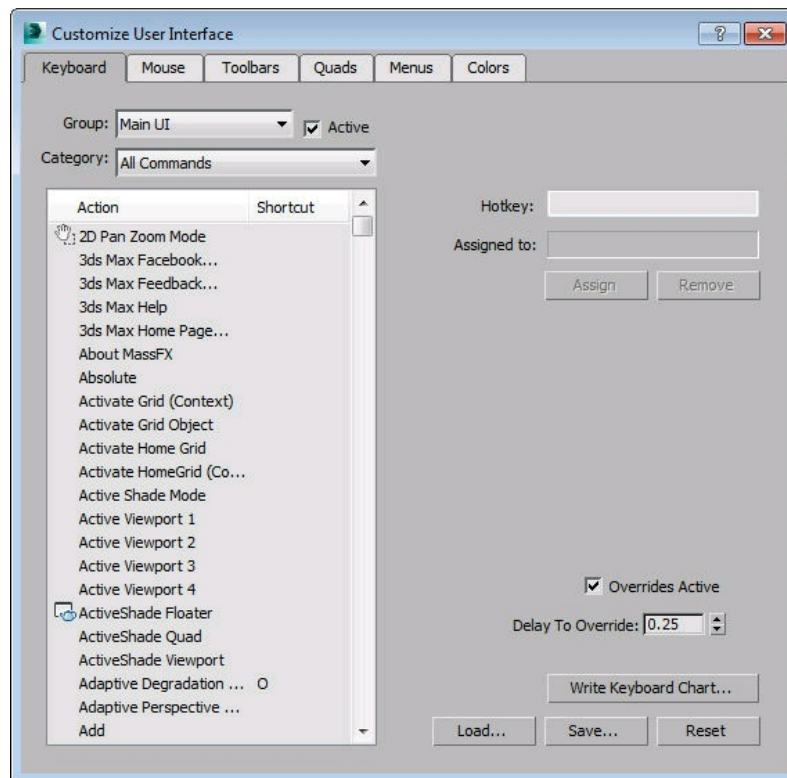 Customize User Interface
Keyboard Mouse Toolbars Quads Menus Colors
Group: Main UI Active
Category: All Commands
Action Shortcut
2D Pan Zoom Mode
3ds Max Facebook...
3ds Max Feedback...
3ds Max Help
3ds Max Home Page...
About MassFX
Absolute
Activate Grid (Context)
Activate Grid Object
Activate Home Grid
Activate HomeGrid (Co...
Active Shade Mode
Active Viewport 1
Active Viewport 2
Active Viewport 3
Active Viewport 4
ActiveShade Floater
ActiveShade Quad
ActiveShade Viewport
Adaptive Degradation ... O
Adaptive Perspective ...
Add
Hotkey:
Assigned to:
Assign Remove
Overrides Active
Delay To Override: 0.25
Write Keyboard Chart...
Load... Save... Reset